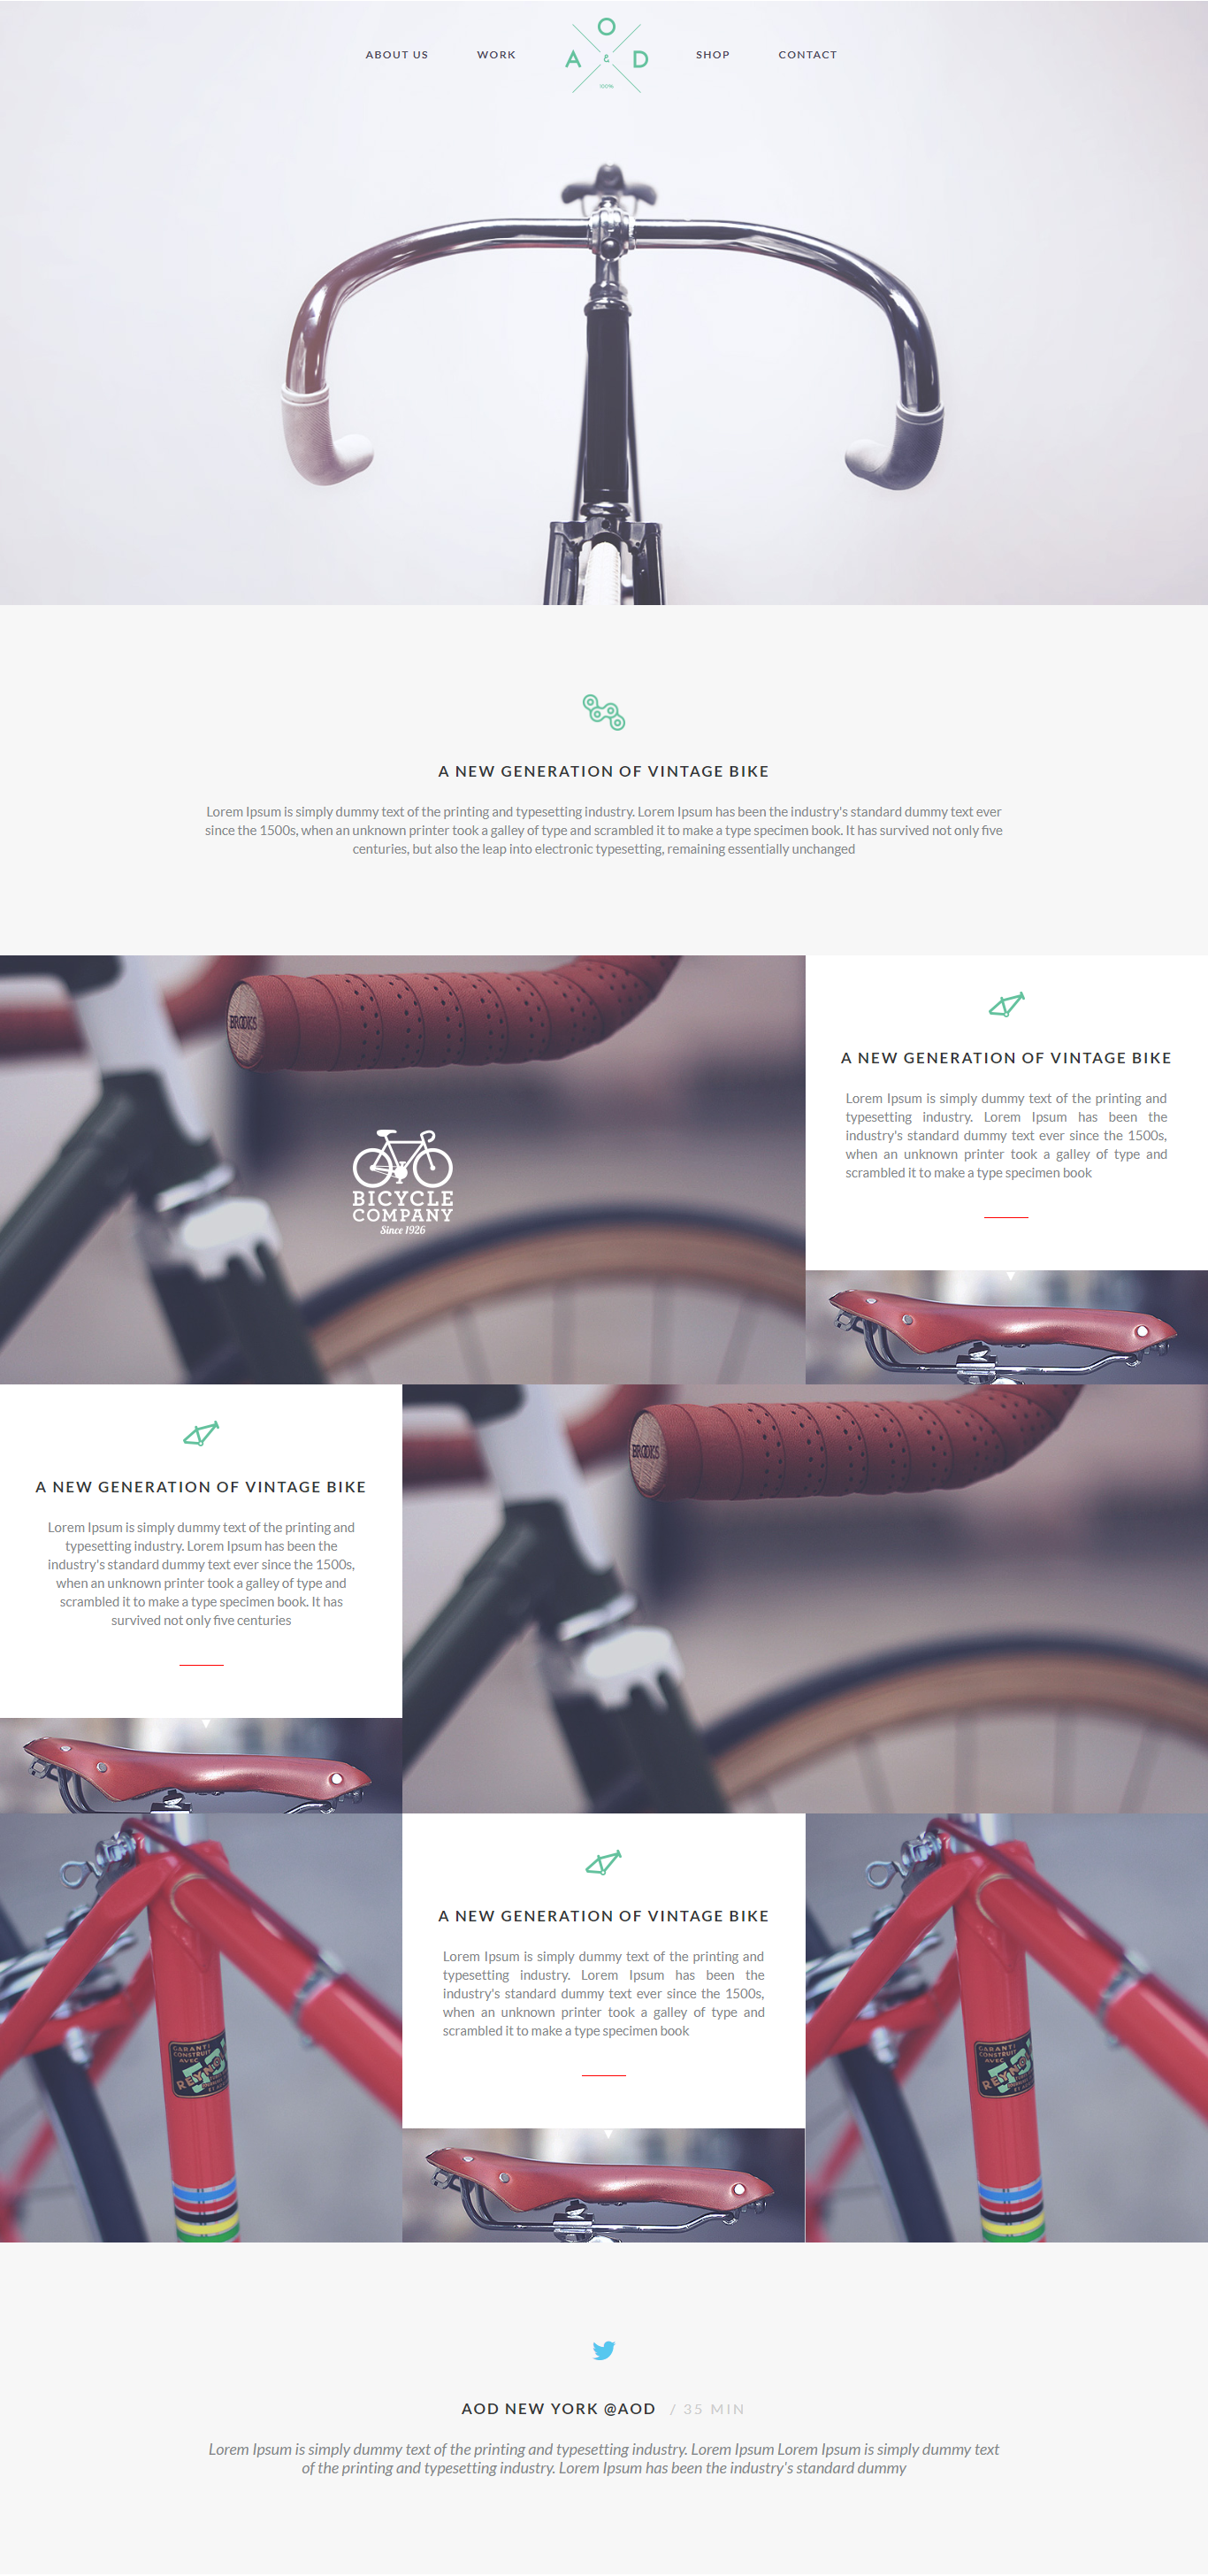 O
ABOUT US WORK A & D SHOP CONTACT
100%
A NEW GENERATION OF VINTAGE BIKE
Lorem Ipsum is simply dummy text of the printing and typesetting industry. Lorem Ipsum has been the industry's standard dummy text ever
since the 1500s, when an unknown printer took a galley of type and scrambled it to make a type specimen book. It has survived not only five
centuries, but also the leap into electronic typesetting, remaining essentially unchanged
BROOKS
BICYCLE
COMPANY
Since 1926
A NEW GENERATION OF VINTAGE BIKE
Lorem Ipsum is simply dummy text of the printing and
typesetting industry. Lorem Ipsum has been the
industry's standard dummy text ever since the 1500s,
when an unknown printer took a galley of type and
scrambled it to make a type specimen book
A NEW GENERATION OF VINTAGE BIKE
Lorem Ipsum is simply dummy text of the printing and
typesetting industry. Lorem Ipsum has been the
industry's standard dummy text ever since the 1500s,
when an unknown printer took a galley of type and
scrambled it to make a type specimen book. It has
survived not only five centuries
BROOKS
GARANTI
CONSTRUIT
AVEC
A NEW GENERATION OF VINTAGE BIKE
Lorem Ipsum is simply dummy text of the printing and
typesetting industry. Lorem Ipsum has been the
industry's standard dummy text ever since the 1500s,
when an unknown printer took a galley of type and
scrambled it to make a type specimen book
GARANTI
CONSTRUIT
AVEC
AOD NEW YORK @AOD / 35 MIN
Lorem Ipsum is simply dummy text of the printing and typesetting industry. Lorem Ipsum Lorem Ipsum is simply dummy text
of the printing and typesetting industry. Lorem Ipsum has been the industry's standard dummy